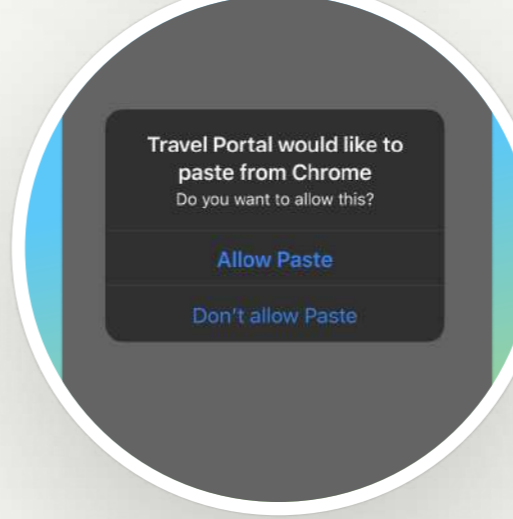 Travel Portal would like to
paste from Chrome
Do you want to allow this?
Allow Paste
Don't allow Paste